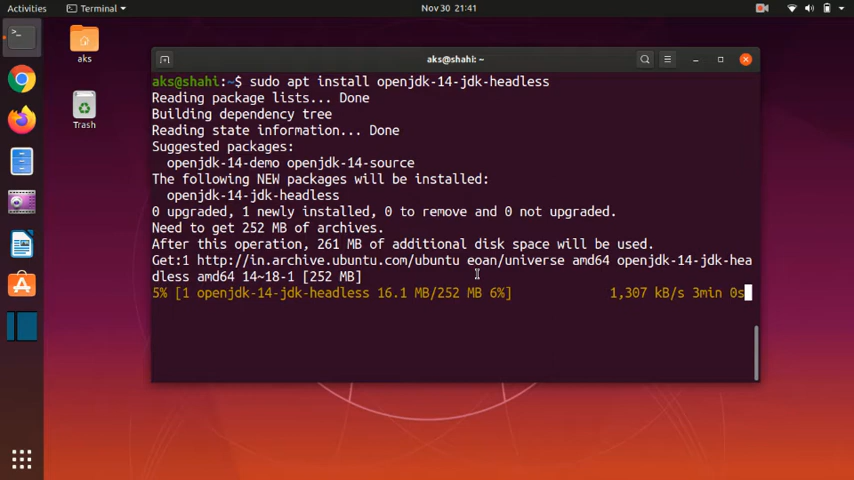 Activities
Terminal
Nov 30 21:41
aks@shahi: ~
aks
Trash
aks@shahi:~$ sudo apt install openjdk-14-jdk-headless
Reading package lists... Done
Building dependency tree
Reading state information... Done
Suggested packages:
openjdk-14-demo openjdk-14-source
The following NEW packages will be installed:
openjdk-14-jdk-headless
0 upgraded, 1 newly installed, 0 to remove and 0 not upgraded.
Need to get 252 MB of archives.
After this operation, 261 MB of additional disk space will be used.
Get:1 http://in.archive.ubuntu.com/ubuntu eoan/universe amd64 openjdk-14-jdk-hea
dless amd64 14~18-1 [252 MB]
5% [1 openjdk-14-jdk-headless 16.1 MB/252 MB 6%] 1,307 kB/s 3min 0s